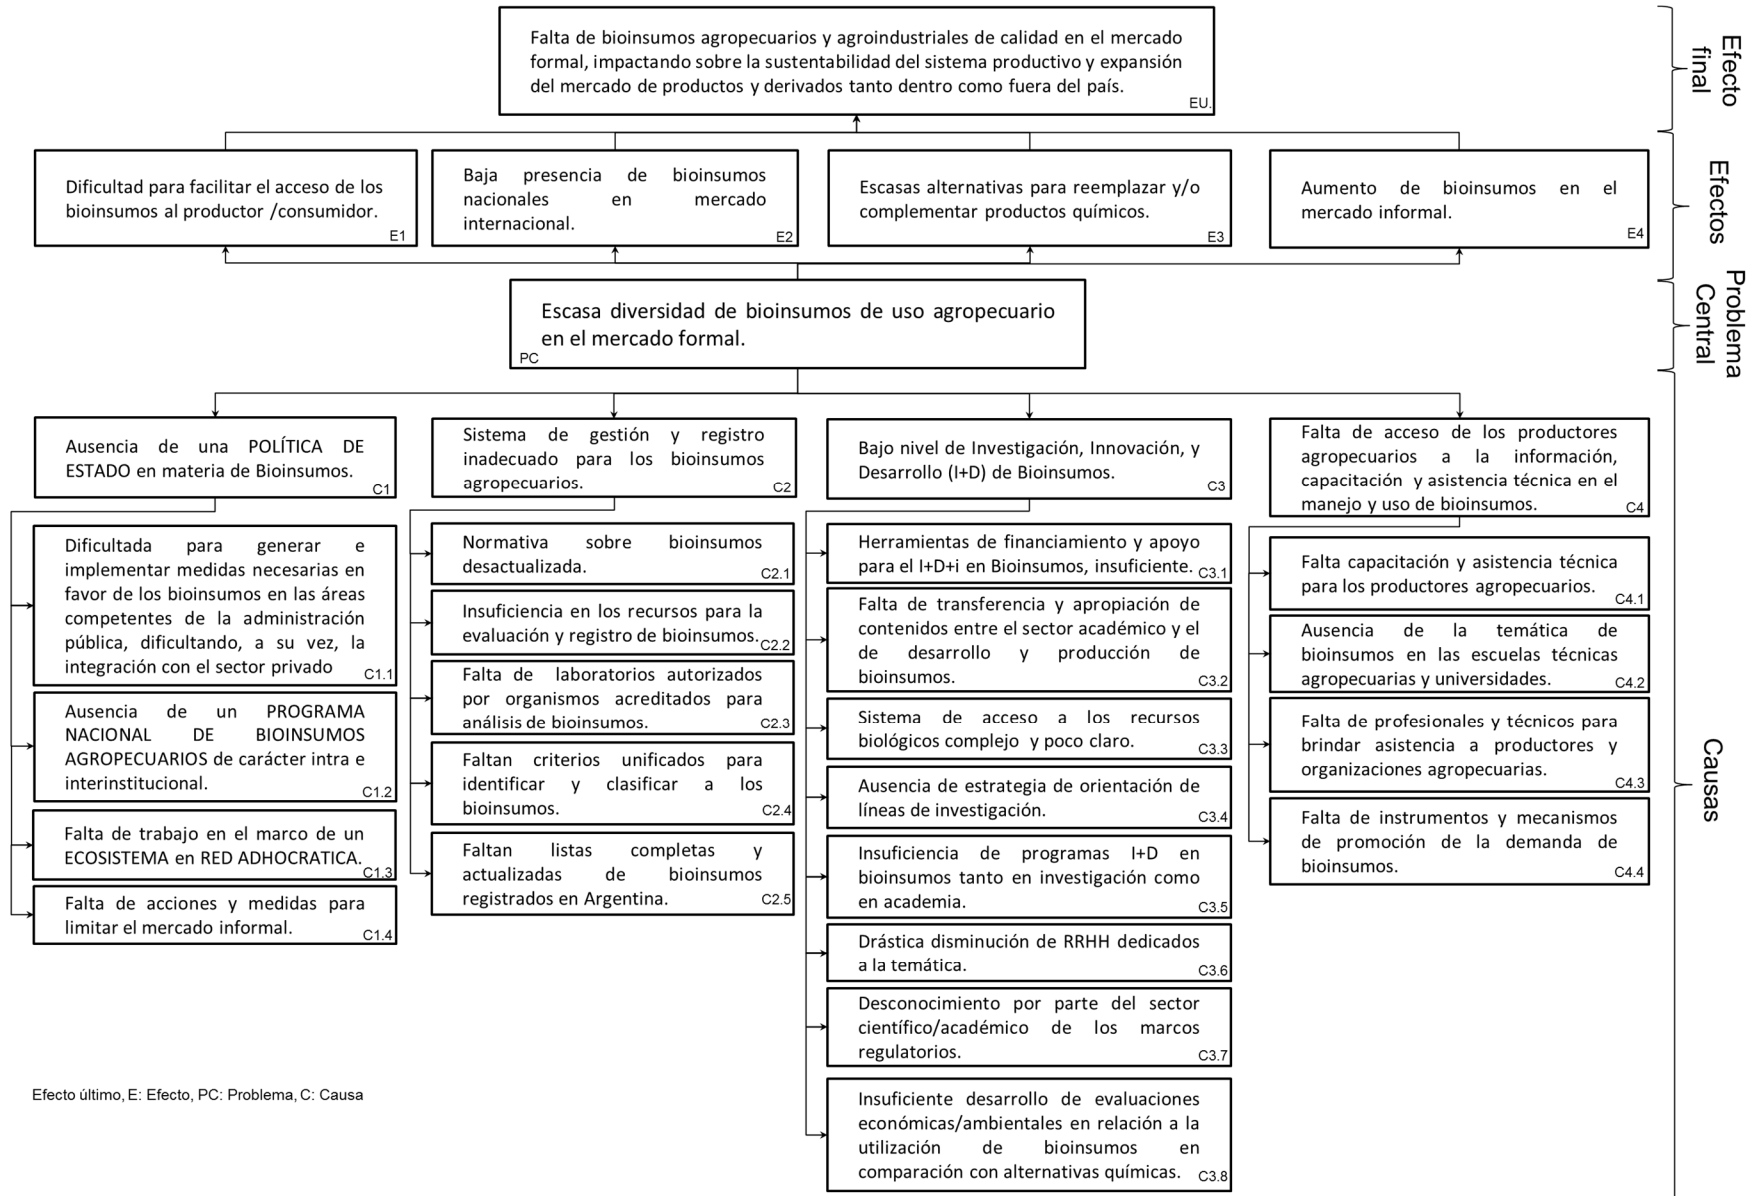 Falta de bioinsumos agropecuarios y agroindustriales de calidad en el mercado
formal, impactando sobre la sustentabilidad del sistema productivo y expansión
del mercado de productos y derivados tanto dentro como fuera del país.
EU.
Efecto
final
Dificultad para facilitar el acceso de los
bioinsumos al productor /consumidor.
E1
Baja presencia de bioinsumos
nacionales en mercado
internacional.
E2
Escasas alternativas para reemplazar y/o
complementar productos químicos.
E3
Aumento de bioinsumos en el
mercado informal.
E4
Efectos
Escasa diversidad de bioinsumos de uso agropecuario
en el mercado formal.
PC
Problema
Central
Ausencia de una POLÍTICA DE
ESTADO en materia de Bioinsumos.
C1
Dificultada para generar e
implementar medidas necesarias en
favor de los bioinsumos en las áreas
competentes de la administración
pública, dificultando, a su vez, la
integración con el sector privado
C1.1
Ausencia de un PROGRAMA
NACIONAL DE BIOINSUMOS
AGROPECUARIOS de carácter intra e
interinstitucional.
C1.2
Falta de trabajo en el marco de un
ECOSISTEMA en RED ADHOCRATICA.
C1.3
Falta de acciones y medidas para
limitar el mercado informal.
C1.4
Sistema de gestión y registro
inadecuado para los bioinsumos
agropecuarios.
C2
Normativa sobre bioinsumos
desactualizada.
C2.1
Insuficiencia en los recursos para la
evaluación y registro de bioinsumos.
C2.2
Falta de laboratorios autorizados
por organismos acreditados para
análisis de bioinsumos.
C2.3
Faltan criterios unificados para
identificar y clasificar a los
bioinsumos.
C2.4
Faltan listas completas y
actualizadas de bioinsumos
registrados en Argentina.
C2.5
Bajo nivel de Investigación, Innovación, y
Desarrollo (I+D) de Bioinsumos.
C3
Herramientas de financiamiento y apoyo
para el I+D+i en Bioinsumos, insuficiente.
C3.1
Falta de transferencia y apropiación de
contenidos entre el sector académico y el
de desarrollo y producción de
bioinsumos.
C3.2
Sistema de acceso a los recursos
biológicos complejo y poco claro.
C3.3
Ausencia de estrategia de orientación de
líneas de investigación.
C3.4
Insuficiencia de programas I+D en
bioinsumos tanto en investigación como
en academia.
C3.5
Drástica disminución de RRHH dedicados
a la temática.
C3.6
Desconocimiento por parte del sector
científico/académico de los marcos
regulatorios.
C3.7
Insuficiente desarrollo de evaluaciones
económicas/ambientales en relación a la
utilización de bioinsumos en
comparación con alternativas químicas.
C3.8
Falta de acceso de los productores
agropecuarios a la información,
capacitación y asistencia técnica en el
manejo y uso de bioinsumos.
C4
Falta capacitación y asistencia técnica
para los productores agropecuarios.
C4.1
Ausencia de la temática de
bioinsumos en las escuelas técnicas
agropecuarias y universidades.
C4.2
Falta de profesionales y técnicos para
brindar asistencia a productores y
organizaciones agropecuarias.
C4.3
Falta de instrumentos y mecanismos
de promoción de la demanda de
bioinsumos.
C4.4
Causas
Efecto último, E: Efecto, PC: Problema, C: Causa